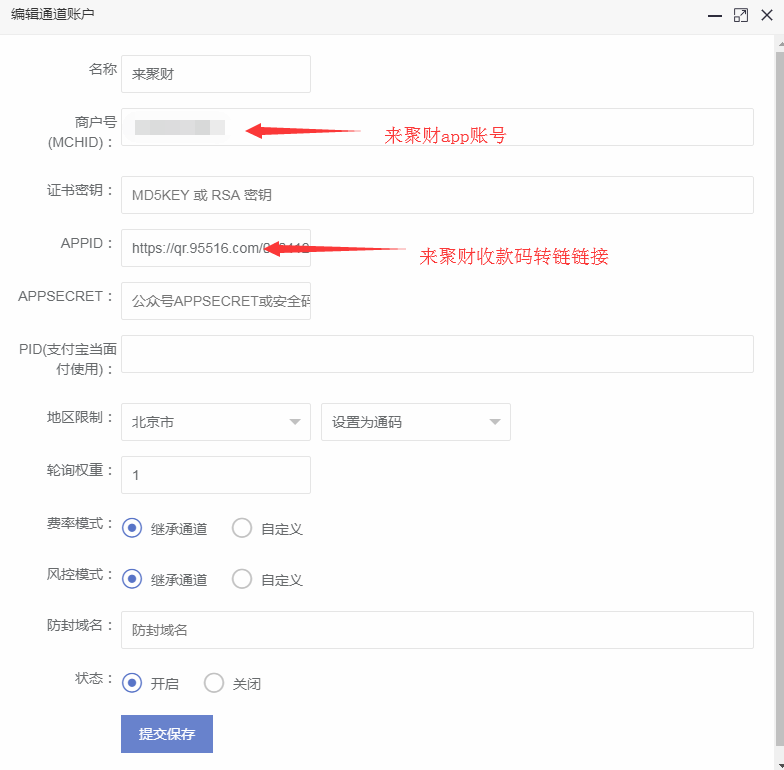 编辑通道账户
名称
来聚财
商户号
(MCHID)：
来聚财app账号
证书密钥：
MD5KEY 或 RSA 密钥
APPID：
https://qr.95516.com/
来聚财收款码转链链接
APPSECRET：
公众号APPSECRET或安全码
PID(支付宝当面
付使用)：
地区限制：
北京市
设置为通码
轮询权重：
1
费率模式：
继承通道
自定义
风控模式：
继承通道
自定义
防封域名：
防封域名
状态：
开启
关闭
提交保存